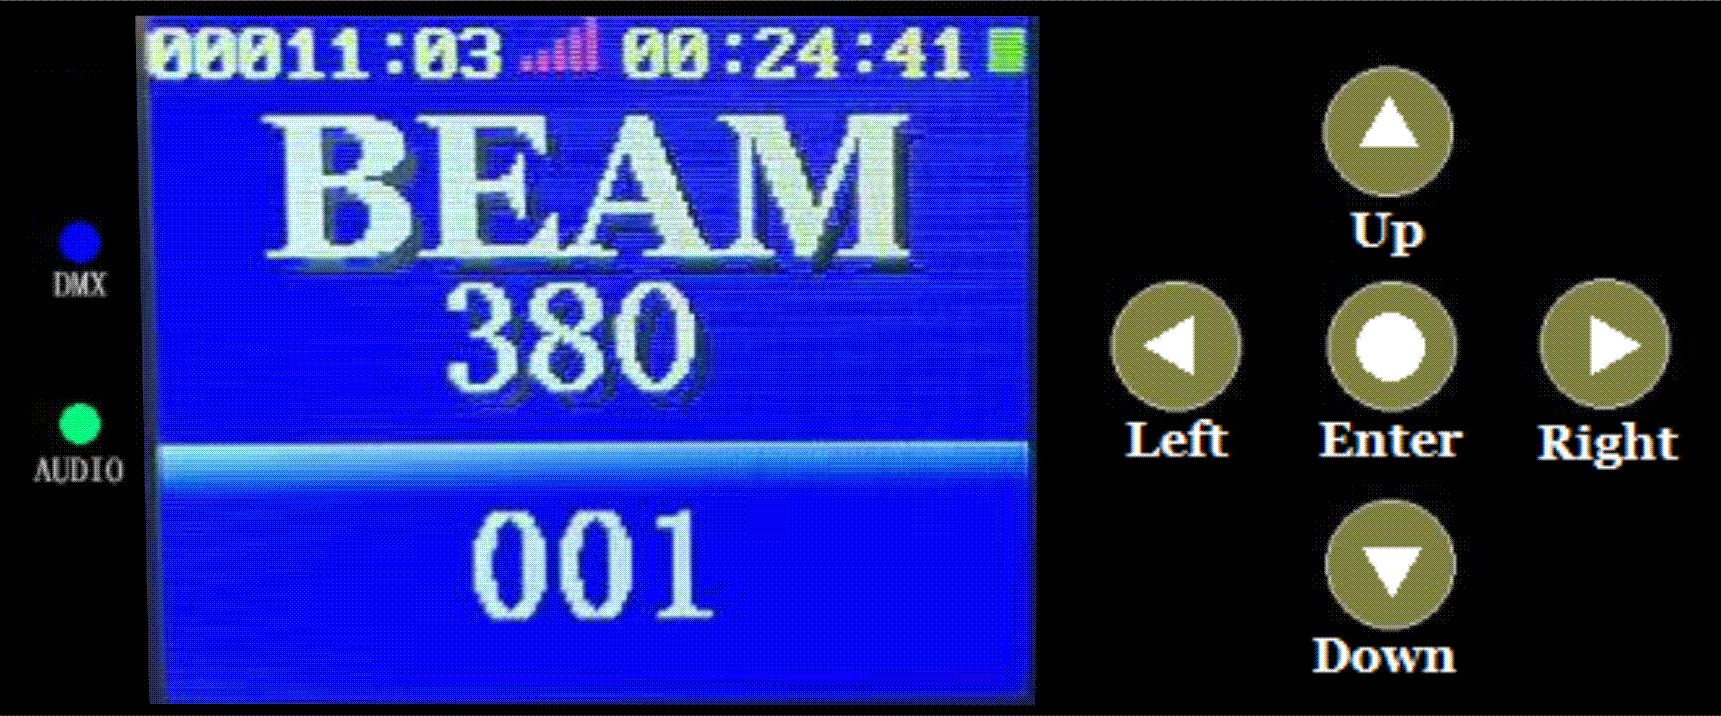 00011:03 00:24:41
BEAM
380
001
DMX
AUDIO
Up
Left Enter Right
Down